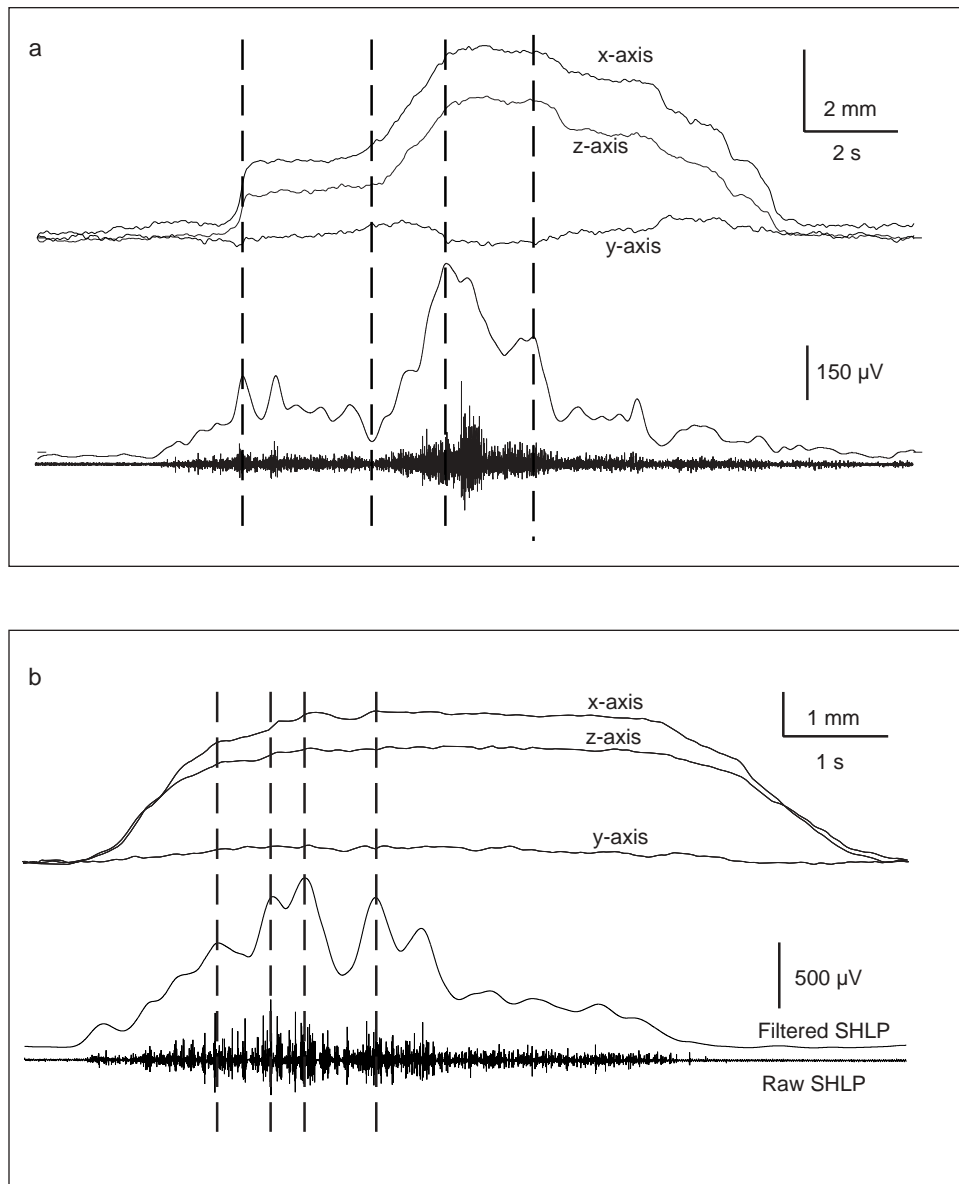 a
x-axis
2 mm
z-axis
2 s
y-axis
150 µV
b
x-axis
1 mm
z-axis
1 s
y-axis
500 µV
Filtered SHLP
Raw SHLP